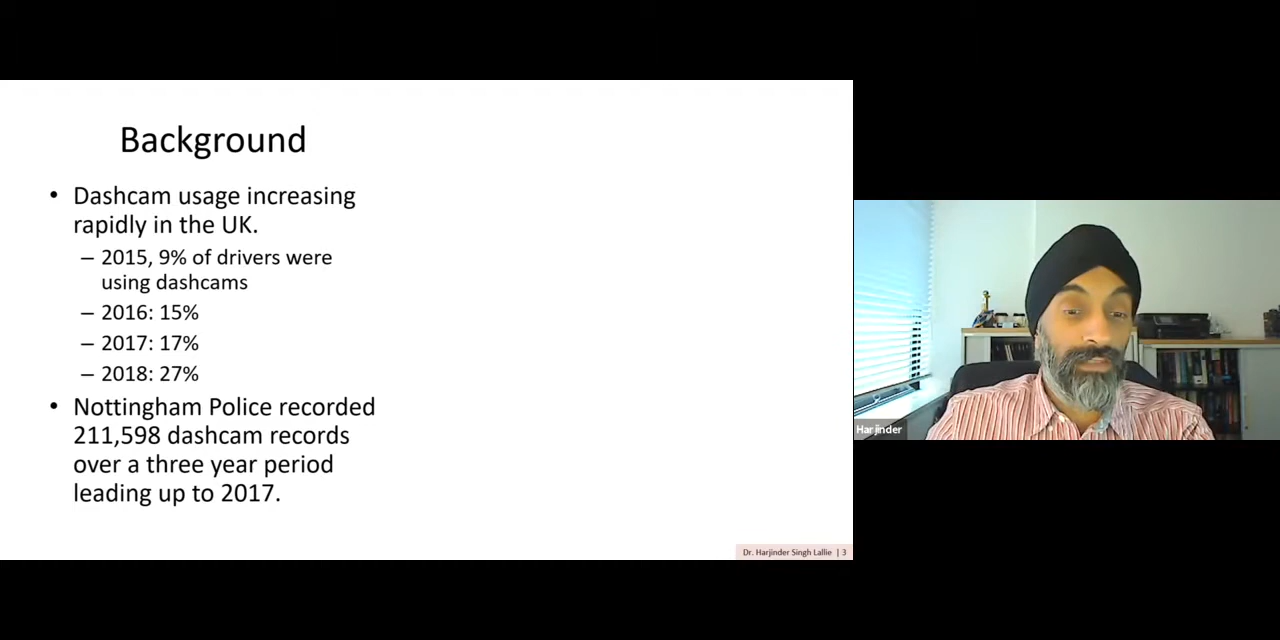 Background
• Dashcam usage increasing
rapidly in the UK.
– 2015, 9% of drivers were
using dashcams
– 2016: 15%
– 2017: 17%
– 2018: 27%
• Nottingham Police recorded
211,598 dashcam records
over a three year period
leading up to 2017.
Dr. Harjinder Singh Lallie | 3
Harjinder